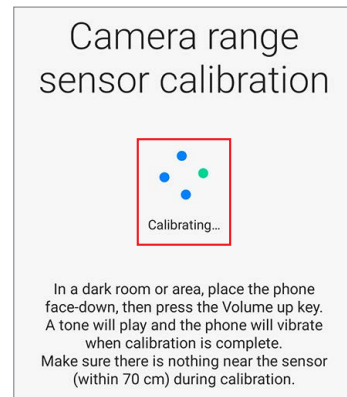 Camera range
sensor calibration
Calibrating...
In a dark room or area, place the phone
face-down, then press the Volume up key.
A tone will play and the phone will vibrate
when calibration is complete.
Make sure there is nothing near the sensor
(within 70 cm) during calibration.